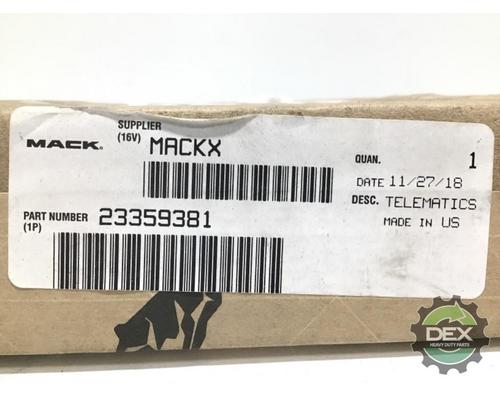 MACK®
SUPPLIER
(16V) MACKX
QUAN. 1
DATE 11/27/18
DESC. TELEMATICS
MADE IN US
PART NUMBER 23359381
(1P)
DEX
HEAVY DUTY PARTS